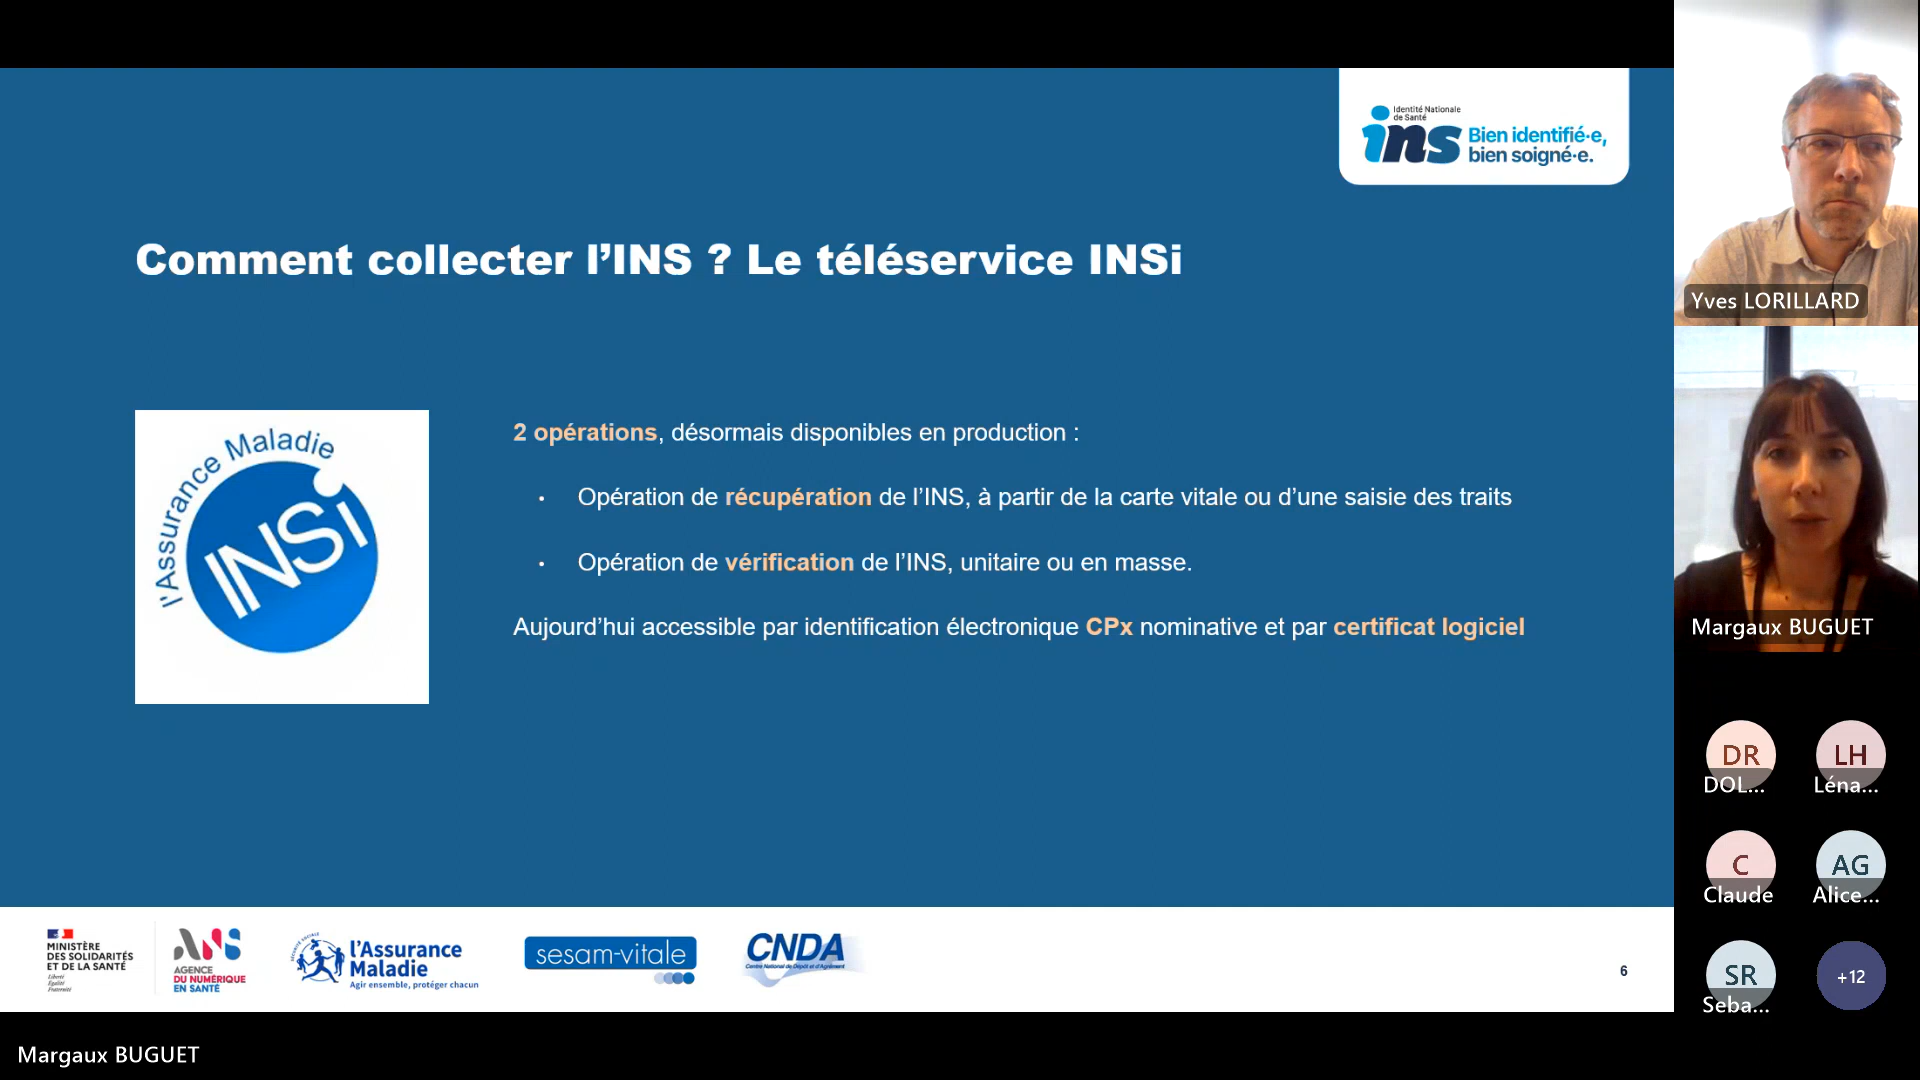 Identité Nationale
de Santé
ins
Bien identifié·e,
bien soigné·e.
Comment collecter l’INS ? Le téléservice INSi
l'Assurance Maladie
INSi
2 opérations, désormais disponibles en production :
• Opération de récupération de l’INS, à partir de la carte vitale ou d’une saisie des traits
• Opération de vérification de l’INS, unitaire ou en masse.
Aujourd’hui accessible par identification électronique CPx nominative et par certificat logiciel
MINISTÈRE
DES SOLIDARITÉS
ET DE LA SANTÉ
Liberté
Égalité
Fraternité
ANS
AGENCE
DU NUMÉRIQUE
EN SANTÉ
SÉCURITÉ SOCIALE
l’Assurance
Maladie
Agir ensemble, protéger chacun
sesam-vitale
CNDA
Centre National de Dépôt et d'Agrément
6
Yves LORILLARD
Margaux BUGUET
DR
DOL...
LH
Léna...
C
Claude
AG
Alice...
SR
Seba...
+12
Margaux BUGUET